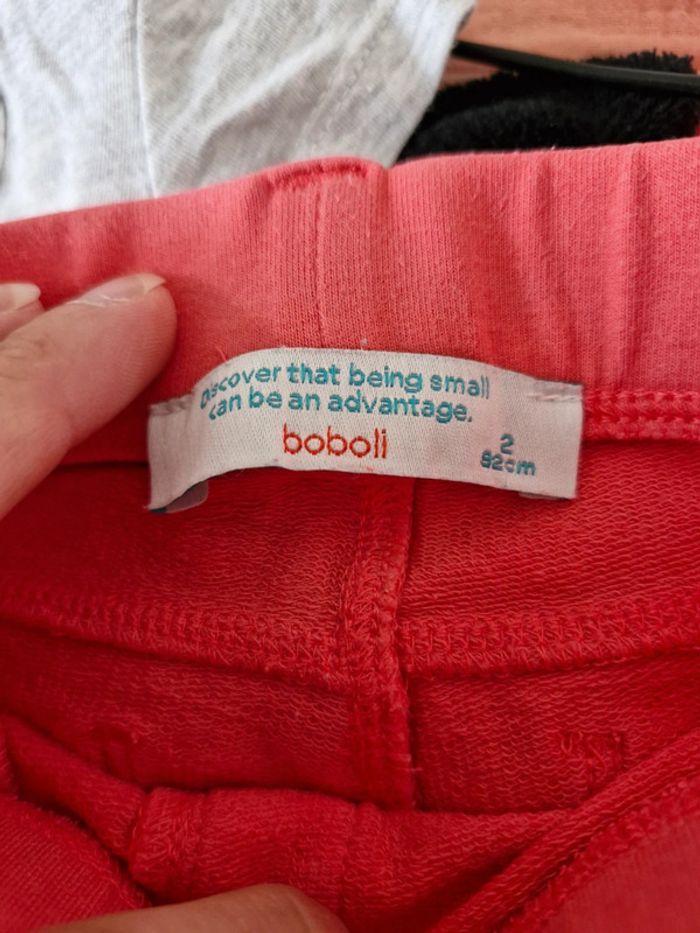 Discover that being small
can be an advantage.
boboli
2
92cm